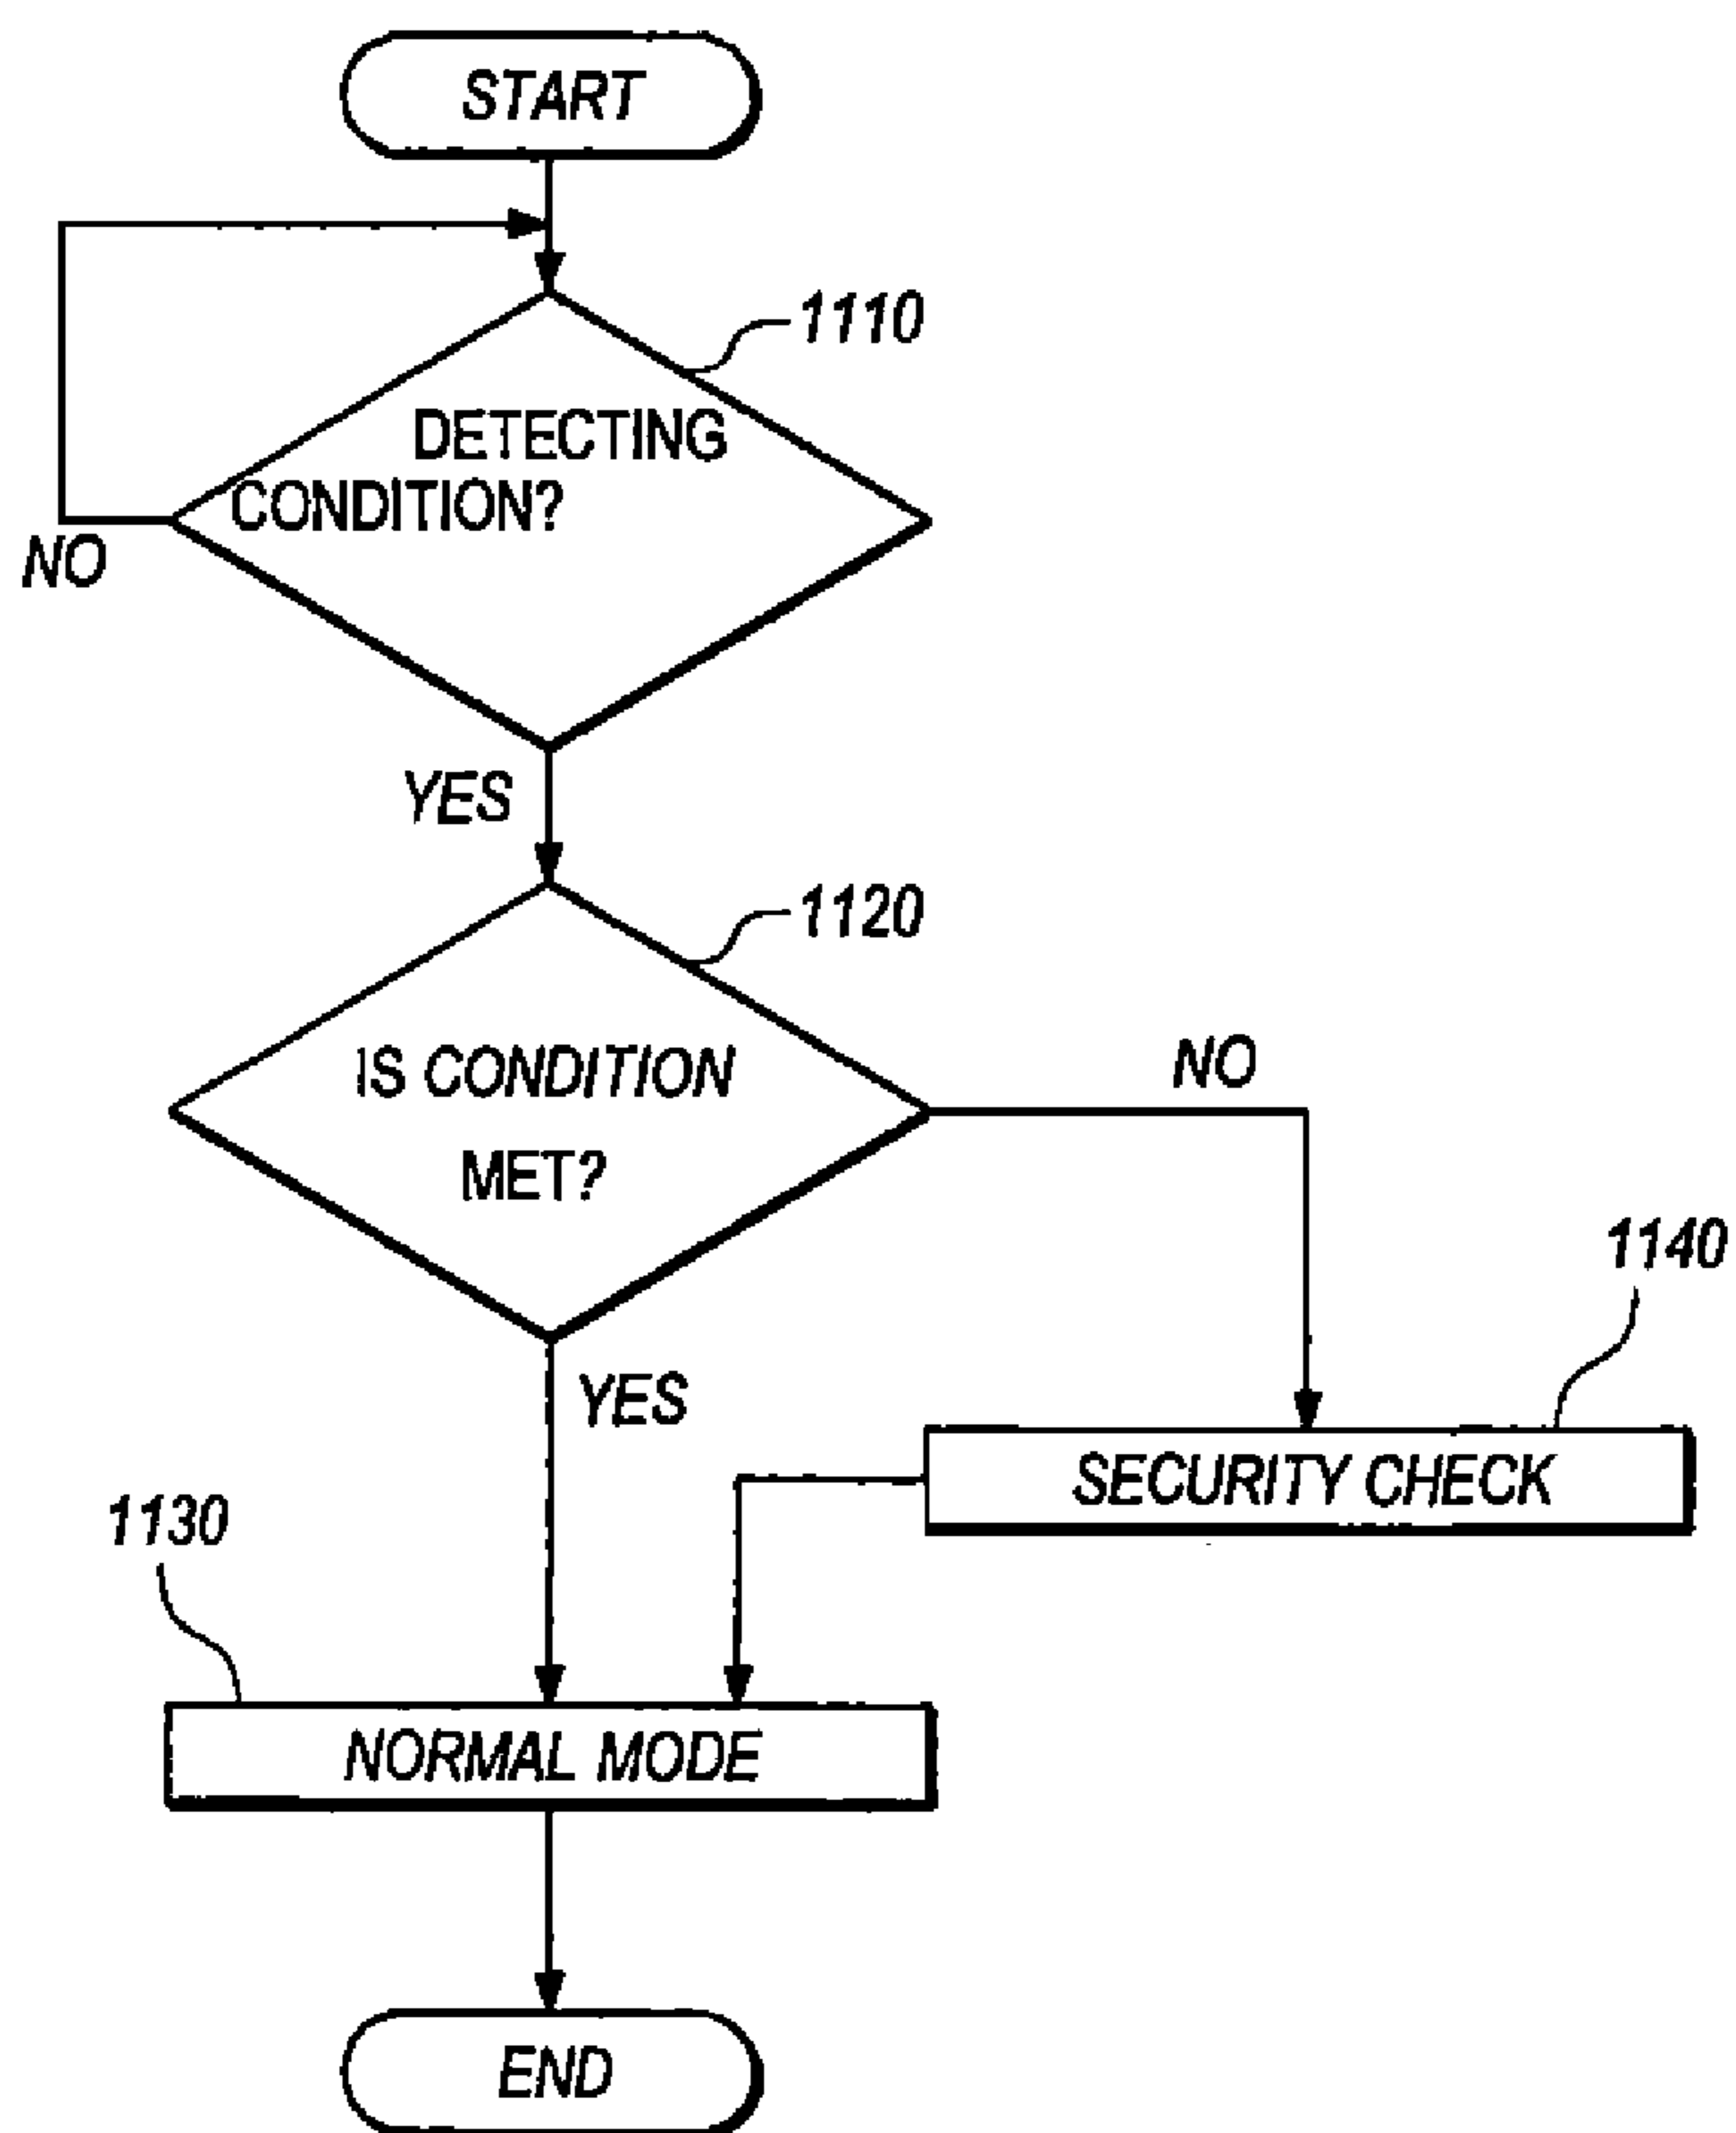 START
1110
DETECTING
CONDITION?
NO
YES
1120
IS CONDITION
MET?
NO
YES
1140
SECURITY CHECK
1130
NORMAL MODE
END